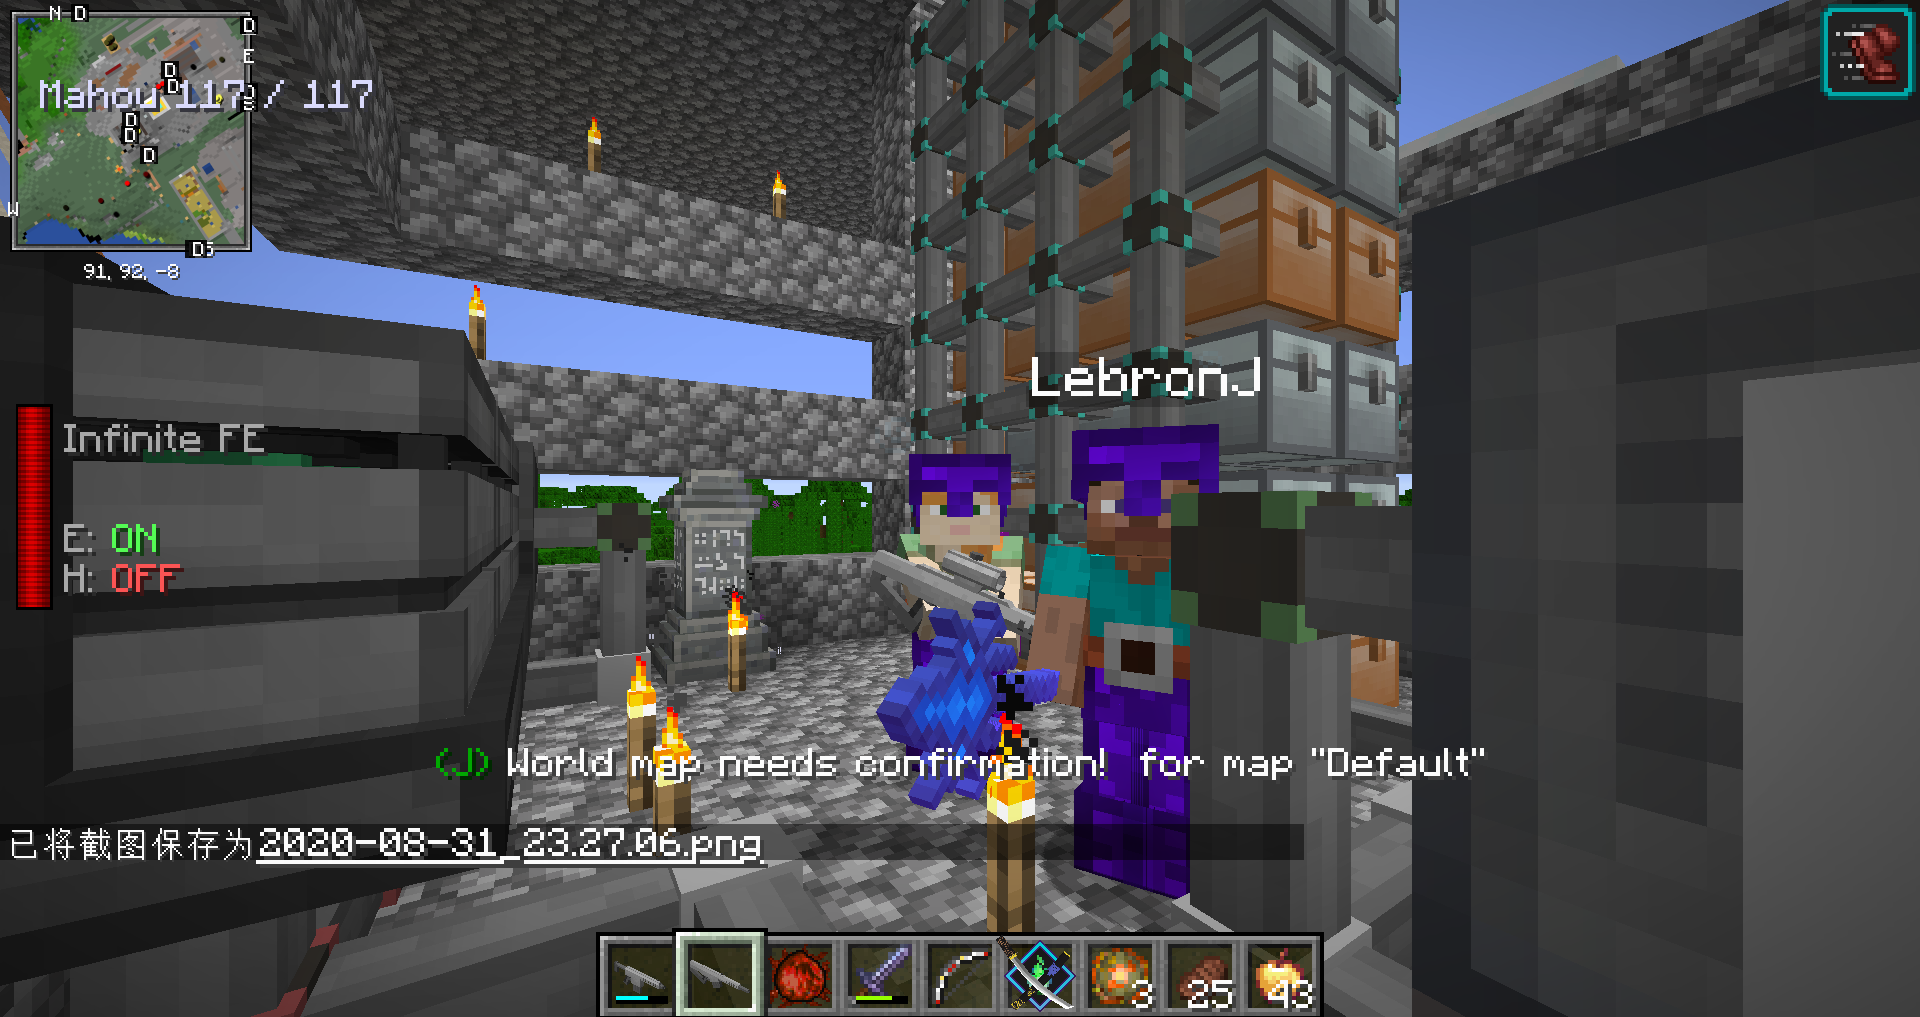 N D
D
E
D
D
D
S
Mahou 117 / 117
D
D
D
W
D5
91, 92, -8
LebronJ
Infinite FE
E: ON
H: OFF
(J) World map needs confirmation! for map "Default"
已将截图保存为2020-08-31_23.27.06.png
3
25
43